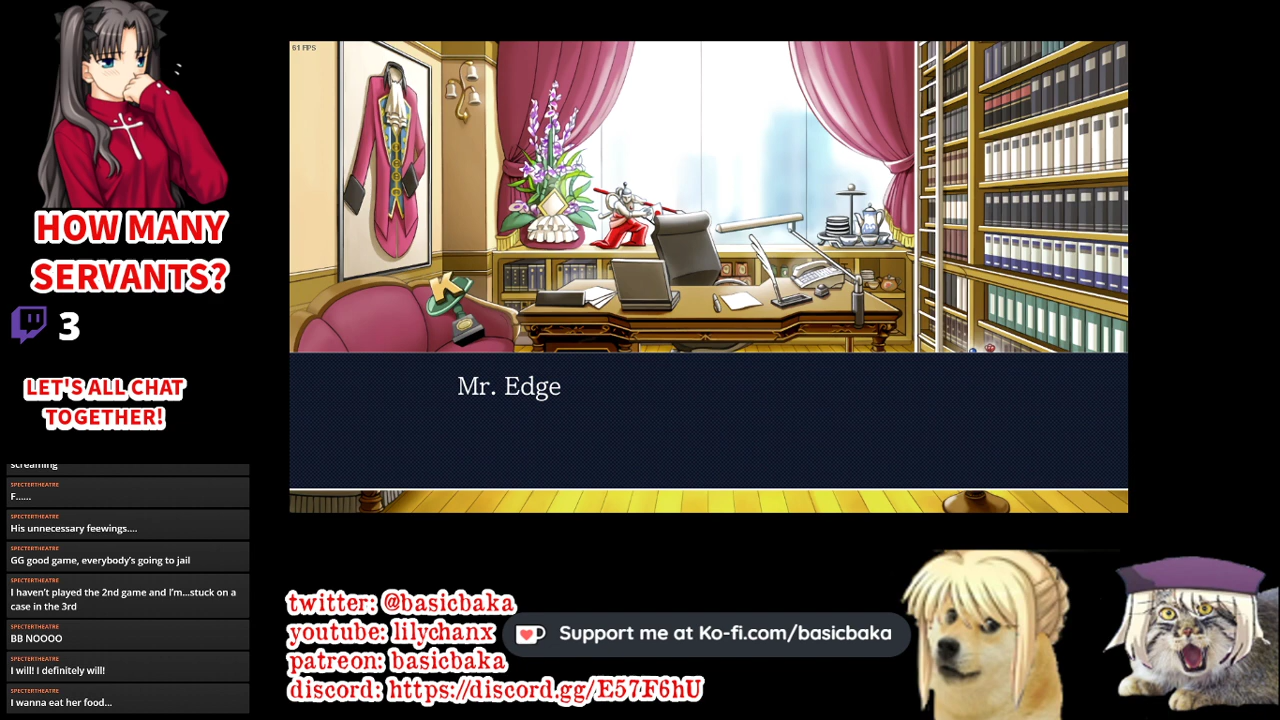 HOW MANY
SERVANTS?
3
LET'S ALL CHAT
TOGETHER!
screaming
SPECTERTHEATRE
F......
SPECTERTHEATRE
His unnecessary feewings....
SPECTERTHEATRE
GG good game, everybody's going to jail
SPECTERTHEATRE
I haven't played the 2nd game and I'm...stuck on a
case in the 3rd
SPECTERTHEATRE
BB NOOOO
SPECTERTHEATRE
I will! I definitely will!
SPECTERTHEATRE
I wanna eat her food...
61 FPS
K
Mr. Edge
twitter: @basicbaka
youtube: lilychanx
patreon: basicbaka
discord: https://discord.gg/E57F6hU
Support me at Ko-fi.com/basicbaka